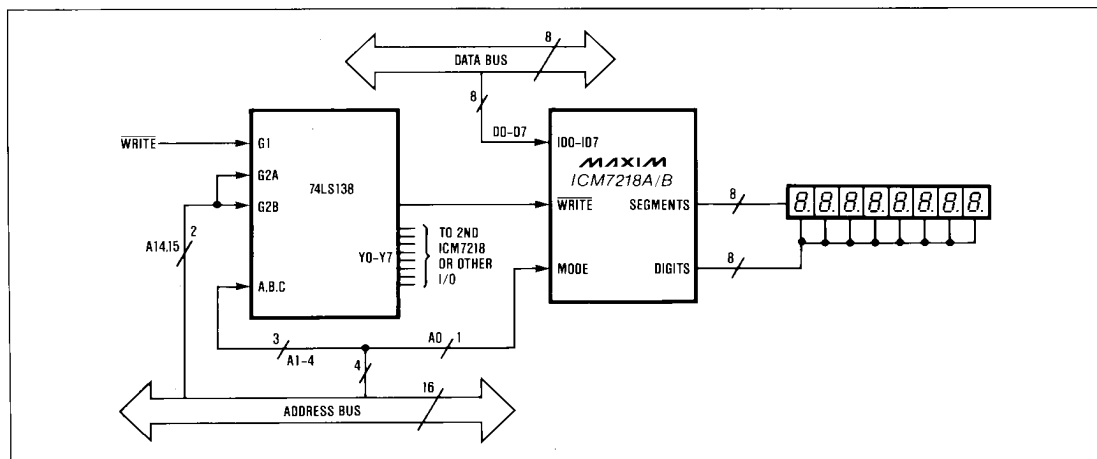 8
DATA BUS
8
D0-D7
WRITE
G1
G2A
G2B
74LS138
A14,15
2
A,B,C
Y0-Y7
TO 2ND
ICM7218
OR OTHER
I/O
ID0-ID7
MAXIM
ICM7218A/B
WRITE
SEGMENTS
8
MODE
DIGITS
8
8.8.8.8.8.8.8.8.
3
A1-4
A0
1
4
16
ADDRESS BUS